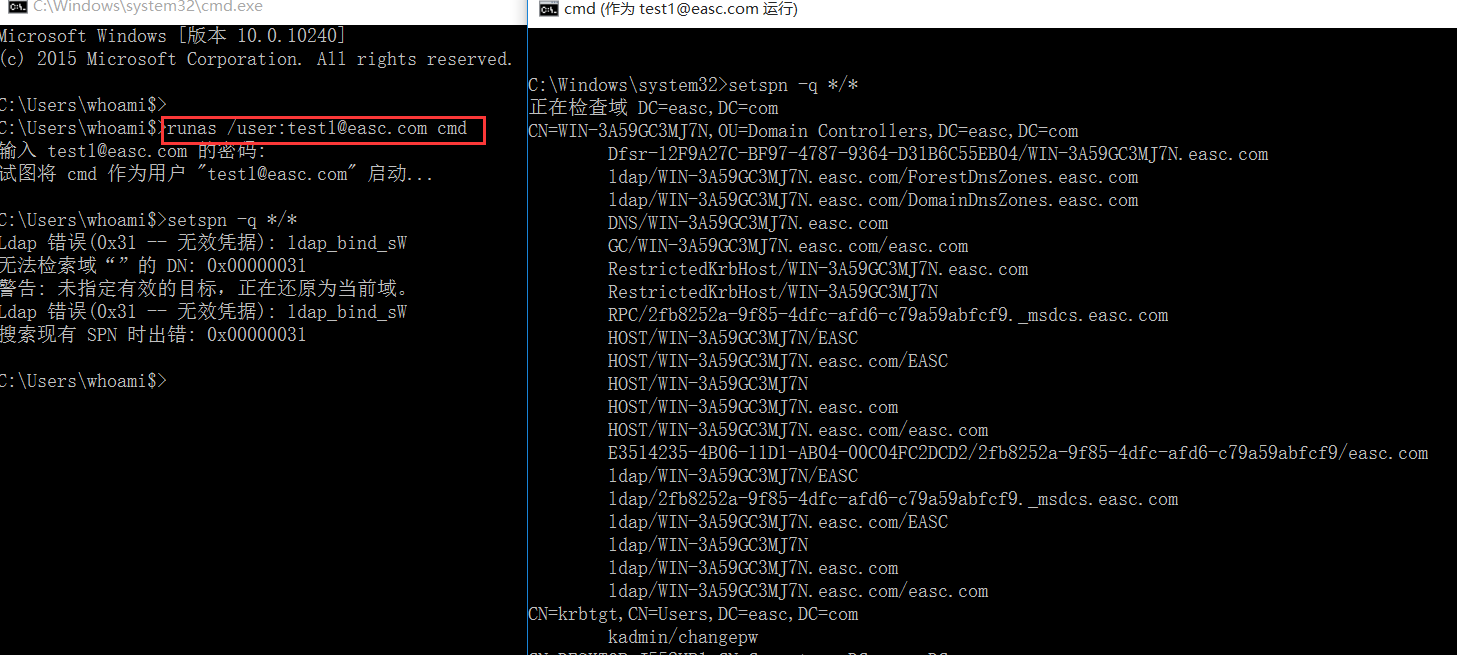 C:\Windows\system32\cmd.exe
Microsoft Windows [版本 10.0.10240]
(c) 2015 Microsoft Corporation. All rights reserved.
C:\Users\whoami$>
C:\Users\whoami$>runas /user:test1@easc.com cmd
输入 test1@easc.com 的密码:
试图将 cmd 作为用户 "test1@easc.com" 启动...
C:\Users\whoami$>setspn -q */*
Ldap 错误(0x31 -- 无效凭据): ldap_bind_sW
无法检索域“”的 DN: 0x00000031
警告: 未指定有效的目标，正在还原为当前域。
Ldap 错误(0x31 -- 无效凭据): ldap_bind_sW
搜索现有 SPN 时出错: 0x00000031
C:\Users\whoami$>
cmd (作为 test1@easc.com 运行)
C:\Windows\system32>setspn -q */*
正在检查域 DC=easc,DC=com
CN=WIN-3A59GC3MJ7N,OU=Domain Controllers,DC=easc,DC=com
Dfsr-12F9A27C-BF97-4787-9364-D31B6C55EB04/WIN-3A59GC3MJ7N.easc.com
ldap/WIN-3A59GC3MJ7N.easc.com/ForestDnsZones.easc.com
ldap/WIN-3A59GC3MJ7N.easc.com/DomainDnsZones.easc.com
DNS/WIN-3A59GC3MJ7N.easc.com
GC/WIN-3A59GC3MJ7N.easc.com/easc.com
RestrictedKrbHost/WIN-3A59GC3MJ7N.easc.com
RestrictedKrbHost/WIN-3A59GC3MJ7N
RPC/2fb8252a-9f85-4dfc-afd6-c79a59abfcf9._msdcs.easc.com
HOST/WIN-3A59GC3MJ7N/EASC
HOST/WIN-3A59GC3MJ7N.easc.com/EASC
HOST/WIN-3A59GC3MJ7N
HOST/WIN-3A59GC3MJ7N.easc.com
HOST/WIN-3A59GC3MJ7N.easc.com/easc.com
E3514235-4B06-11D1-AB04-00C04FC2DCD2/2fb8252a-9f85-4dfc-afd6-c79a59abfcf9/easc.com
ldap/WIN-3A59GC3MJ7N/EASC
ldap/2fb8252a-9f85-4dfc-afd6-c79a59abfcf9._msdcs.easc.com
ldap/WIN-3A59GC3MJ7N.easc.com/EASC
ldap/WIN-3A59GC3MJ7N
ldap/WIN-3A59GC3MJ7N.easc.com
ldap/WIN-3A59GC3MJ7N.easc.com/easc.com
CN=krbtgt,CN=Users,DC=easc,DC=com
kadmin/changepw